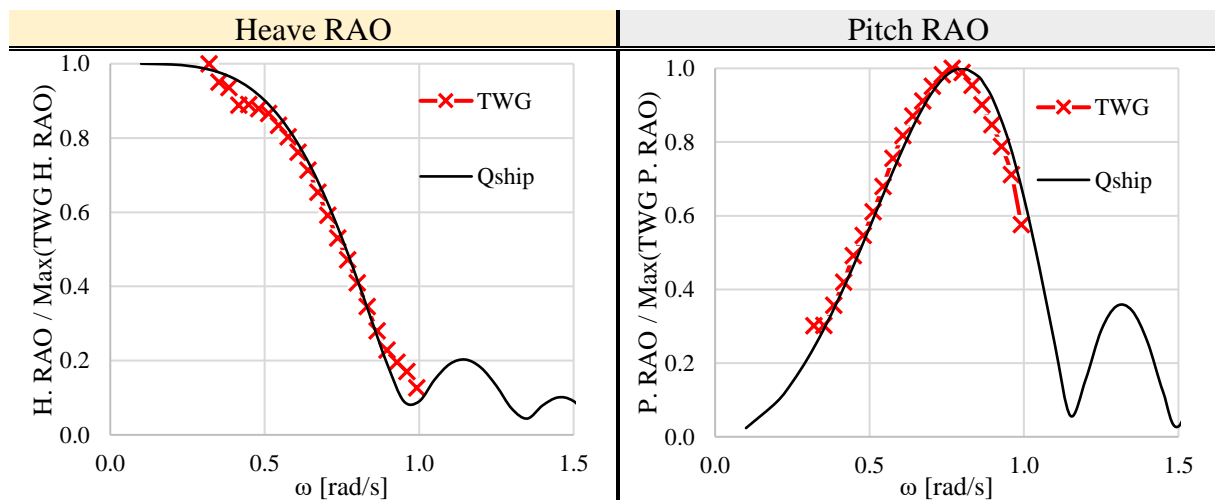 Heave RAO
H. RAO / Max(TWG H. RAO)
1.0
0.8
0.6
0.4
0.2
0.0
TWG
Qship
0.0 0.5 1.0 1.5
ω [rad/s]
Pitch RAO
P. RAO / Max(TWG P. RAO)
1.0
0.8
0.6
0.4
0.2
0.0
TWG
Qship
0.0 0.5 1.0 1.5
ω [rad/s]